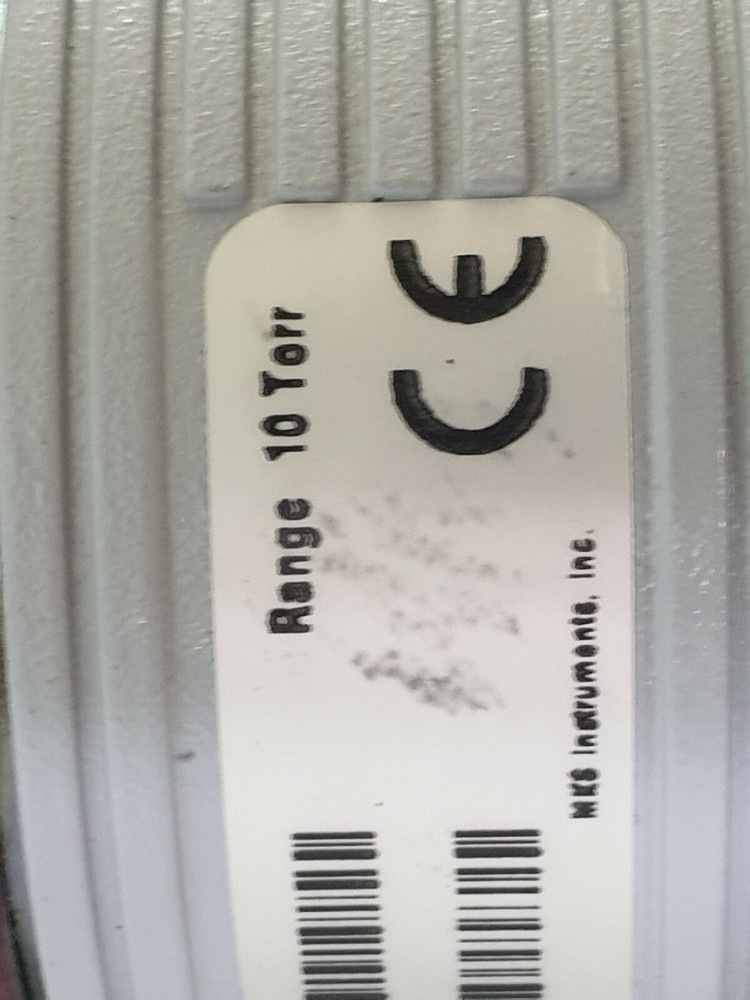 Range 10 Torr
CE
MKS Instruments, Inc.